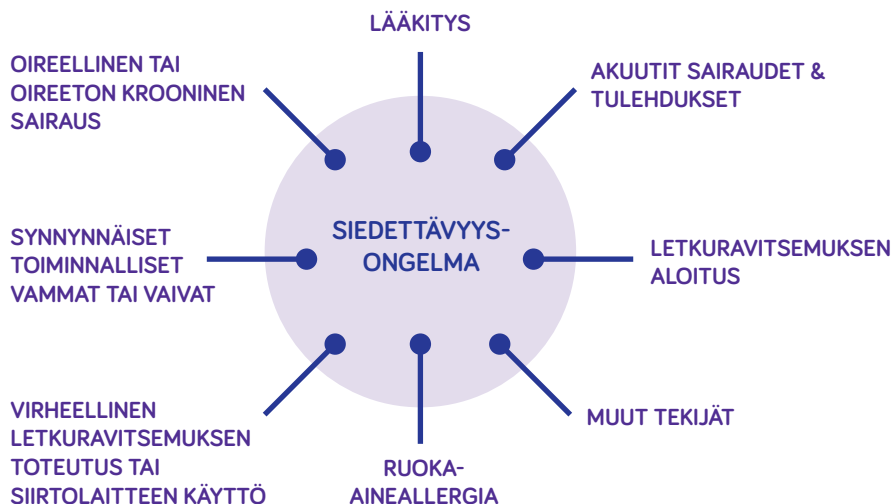 LÄÄKITYS
AKUUTIT SAIRAUDET &
TULEHDUKSET
LETKURAVITSEMUKSEN
ALOITUS
MUUT TEKIJÄT
RUOKA-
AINEALLERGIA
VIRHEELLINEN
LETKURAVITSEMUKSEN
TOTEUTUS TAI
SIIRTOLAITTEEN KÄYTTÖ
SYNNYNNÄISET
TOIMINNALLISET
VAMMAT TAI VAIVAT
OIREELLINEN TAI
OIREETON KROONINEN
SAIRAUS
SIEDETTÄVYYS-
ONGELMA